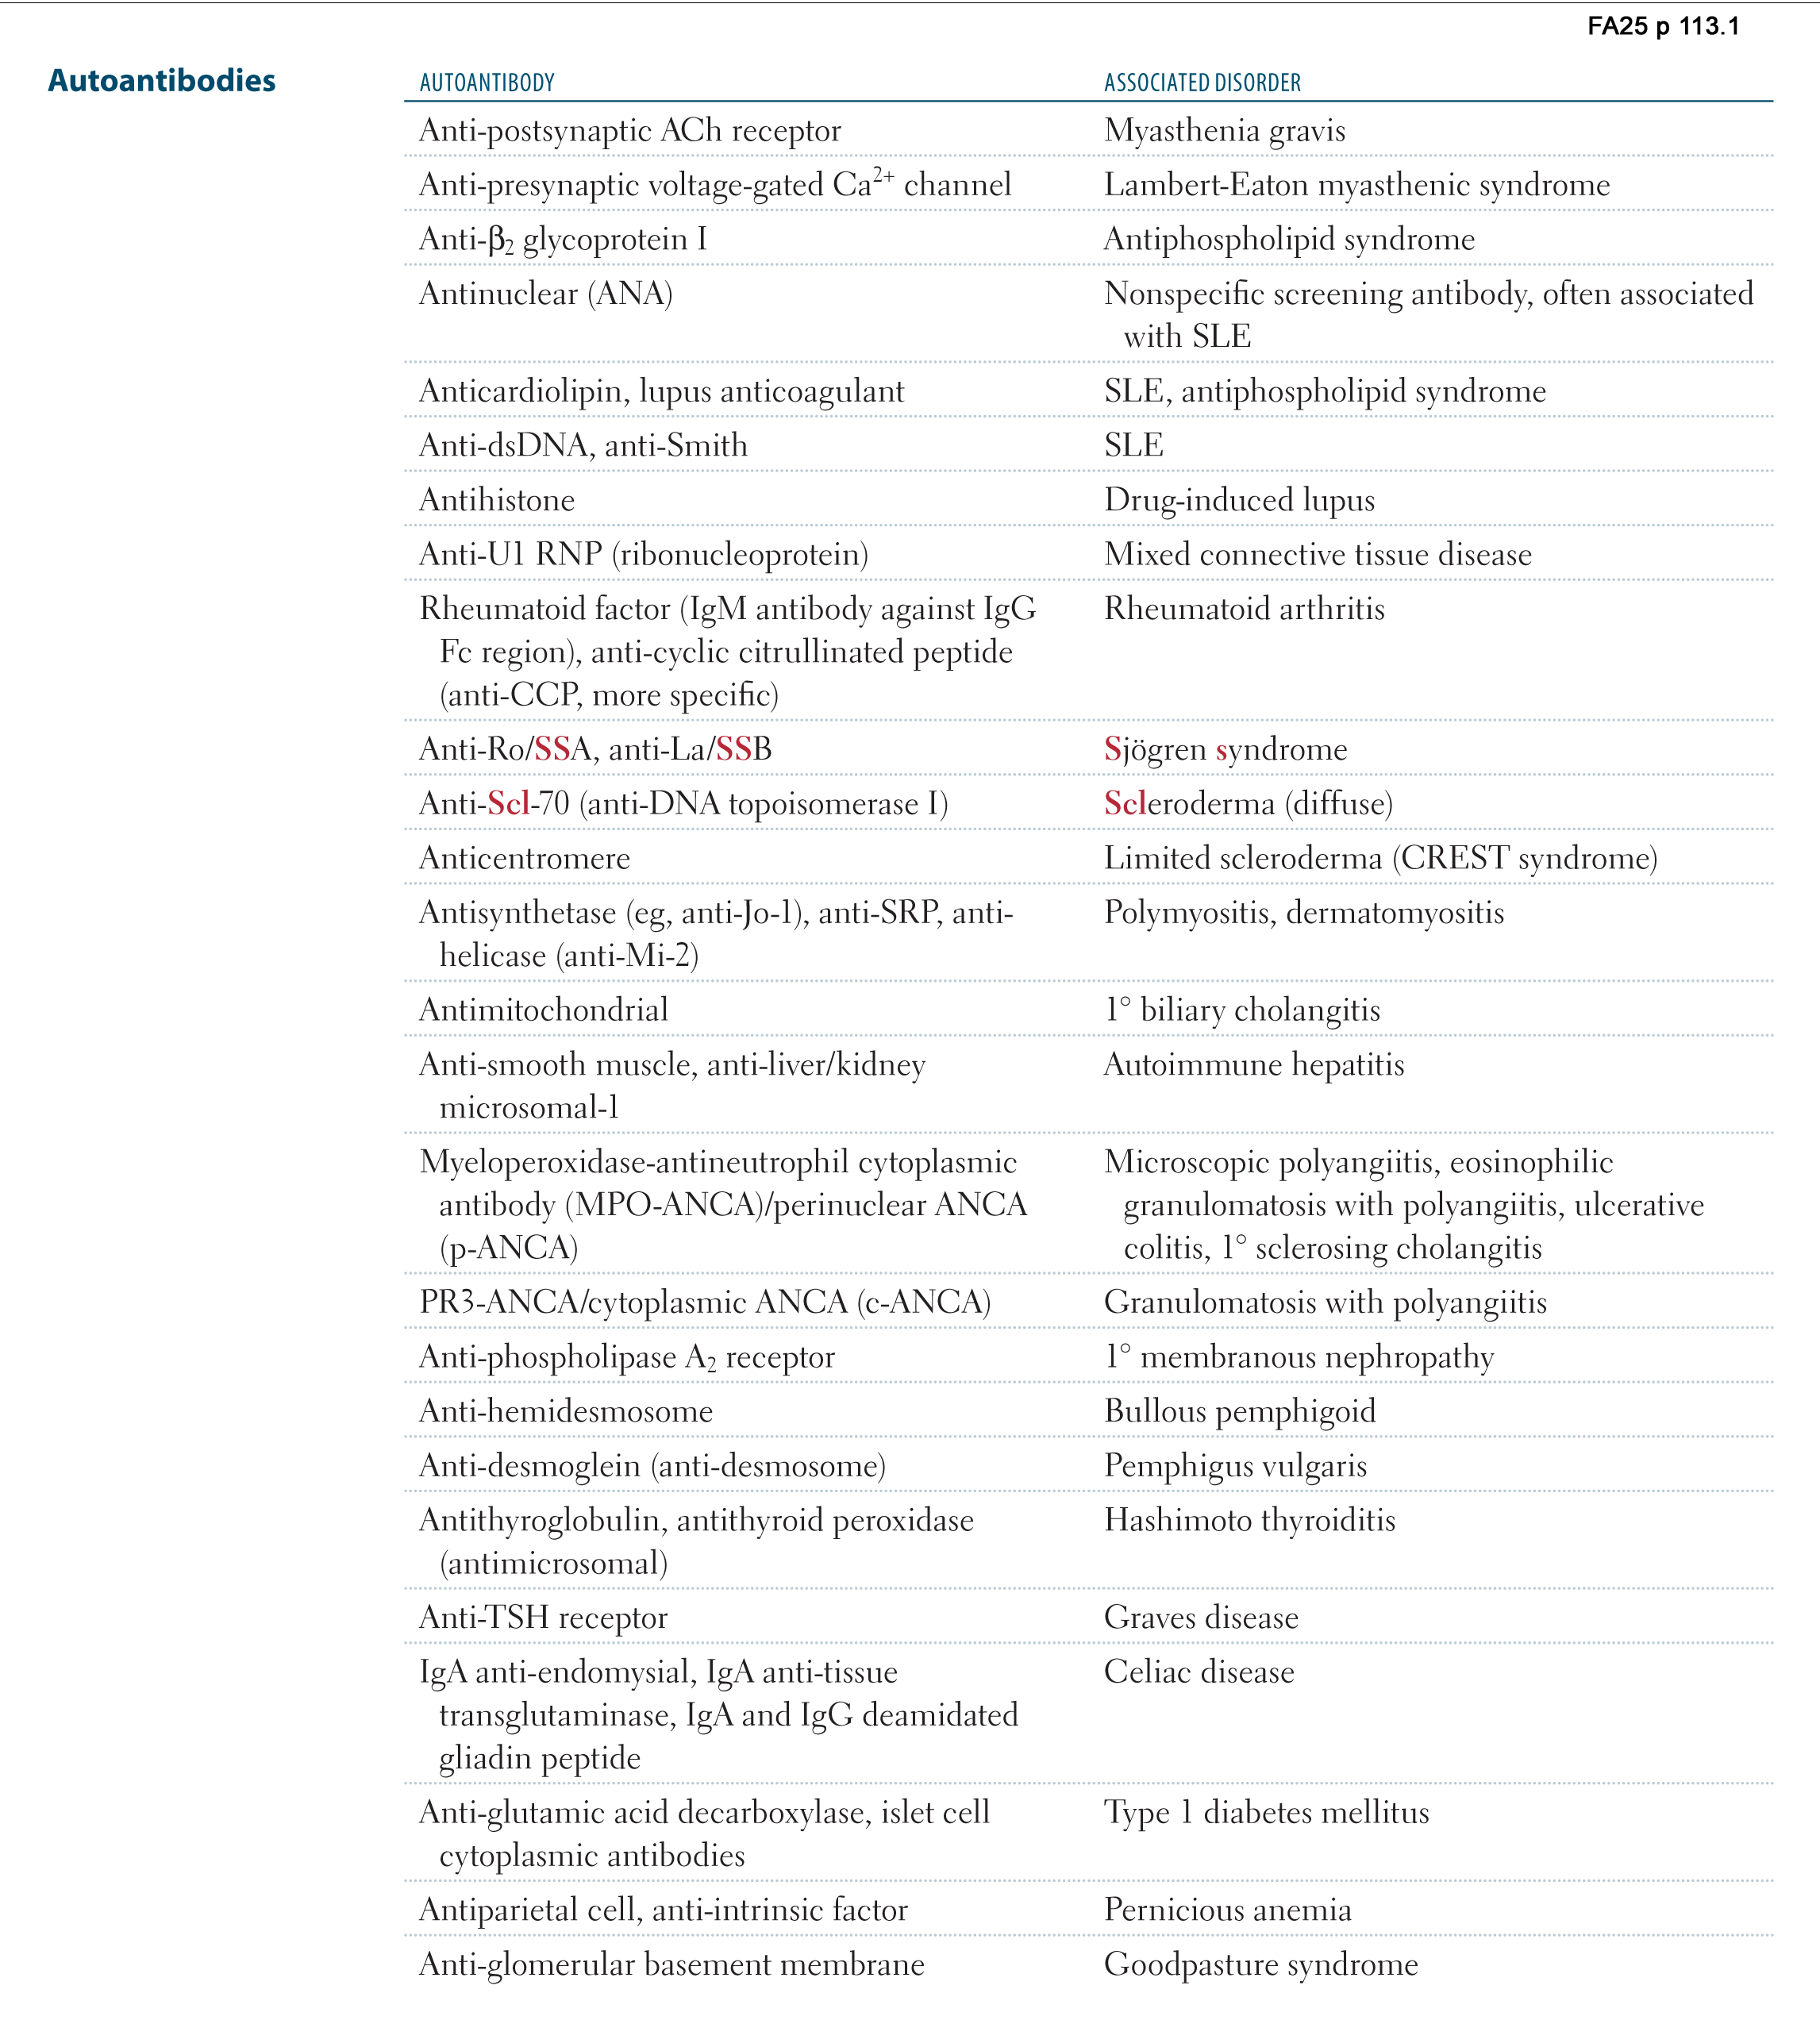 FA25 p 113.1
Autoantibodies
AUTOANTIBODY
ASSOCIATED DISORDER
Anti-postsynaptic ACh receptor
Myasthenia gravis
Anti-presynaptic voltage-gated Ca²⁺ channel
Lambert-Eaton myasthenic syndrome
Anti-β₂ glycoprotein I
Antiphospholipid syndrome
Antinuclear (ANA)
Nonspecific screening antibody, often associated
with SLE
Anticardiolipin, lupus anticoagulant
SLE, antiphospholipid syndrome
Anti-dsDNA, anti-Smith
SLE
Antihistone
Drug-induced lupus
Anti-U1 RNP (ribonucleoprotein)
Mixed connective tissue disease
Rheumatoid factor (IgM antibody against IgG
Fc region), anti-cyclic citrullinated peptide
(anti-CCP, more specific)
Rheumatoid arthritis
Anti-Ro/SSA, anti-La/SSB
Sjögren syndrome
Anti-Scl-70 (anti-DNA topoisomerase I)
Scleroderma (diffuse)
Anticentromere
Limited scleroderma (CREST syndrome)
Antisynthetase (eg, anti-Jo-1), anti-SRP, anti-
helicase (anti-Mi-2)
Polymyositis, dermatomyositis
Antimitochondrial
1° biliary cholangitis
Anti-smooth muscle, anti-liver/kidney
microsomal-1
Autoimmune hepatitis
Myeloperoxidase-antineutrophil cytoplasmic
antibody (MPO-ANCA)/perinuclear ANCA
(p-ANCA)
Microscopic polyangiitis, eosinophilic
granulomatosis with polyangiitis, ulcerative
colitis, 1° sclerosing cholangitis
PR3-ANCA/cytoplasmic ANCA (c-ANCA)
Granulomatosis with polyangiitis
Anti-phospholipase A₂ receptor
1° membranous nephropathy
Anti-hemidesmosome
Bullous pemphigoid
Anti-desmoglein (anti-desmosome)
Pemphigus vulgaris
Antithyroglobulin, antithyroid peroxidase
(antimicrosomal)
Hashimoto thyroiditis
Anti-TSH receptor
Graves disease
IgA anti-endomysial, IgA anti-tissue
transglutaminase, IgA and IgG deamidated
gliadin peptide
Celiac disease
Anti-glutamic acid decarboxylase, islet cell
cytoplasmic antibodies
Type 1 diabetes mellitus
Antiparietal cell, anti-intrinsic factor
Pernicious anemia
Anti-glomerular basement membrane
Goodpasture syndrome